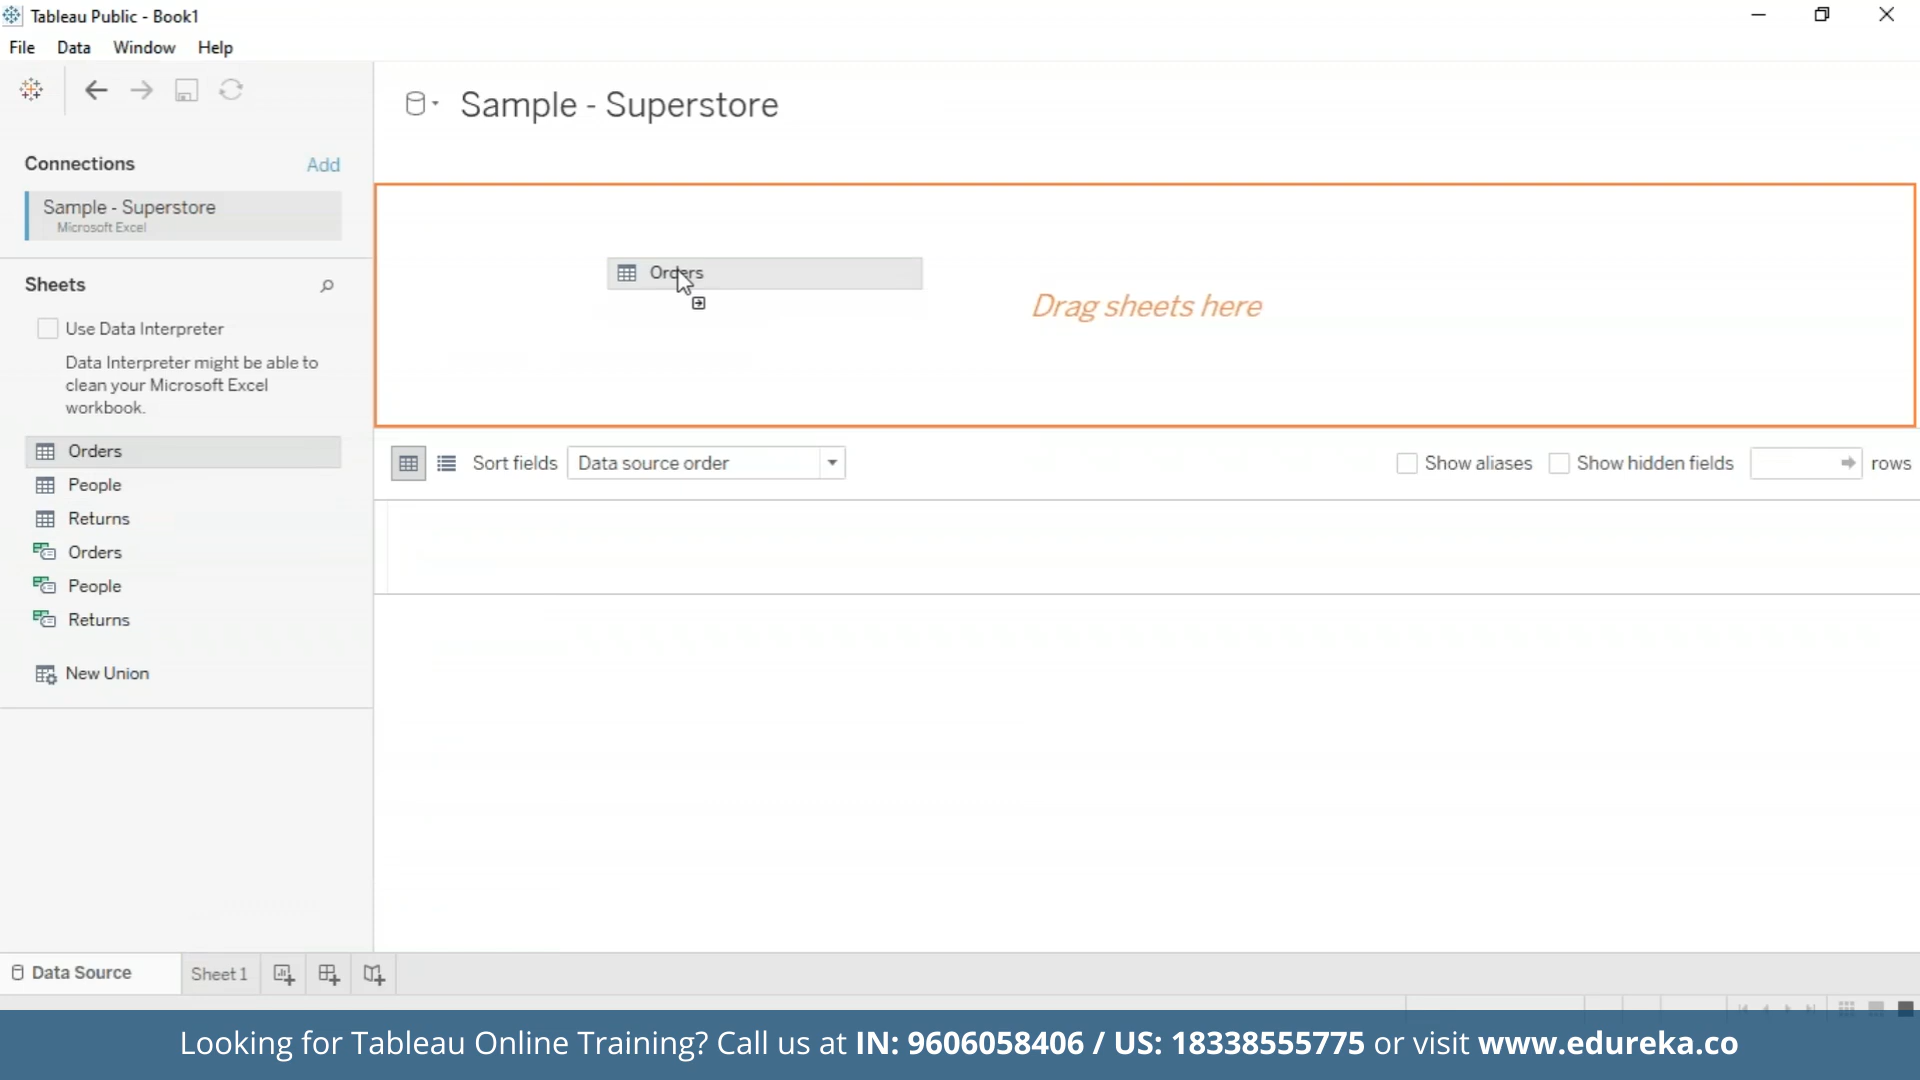 Tableau Public - Book1
File Data Window Help
Sample - Superstore
Connections Add
Sample - Superstore
Microsoft Excel
Orders
Sheets
Drag sheets here
Use Data Interpreter
Data Interpreter might be able to
clean your Microsoft Excel
workbook.
Orders
Sort fields Data source order Show aliases Show hidden fields rows
People
Returns
Orders
People
Returns
New Union
Data Source Sheet 1
Looking for Tableau Online Training? Call us at IN: 9606058406 / US: 18338555775 or visit www.edureka.co